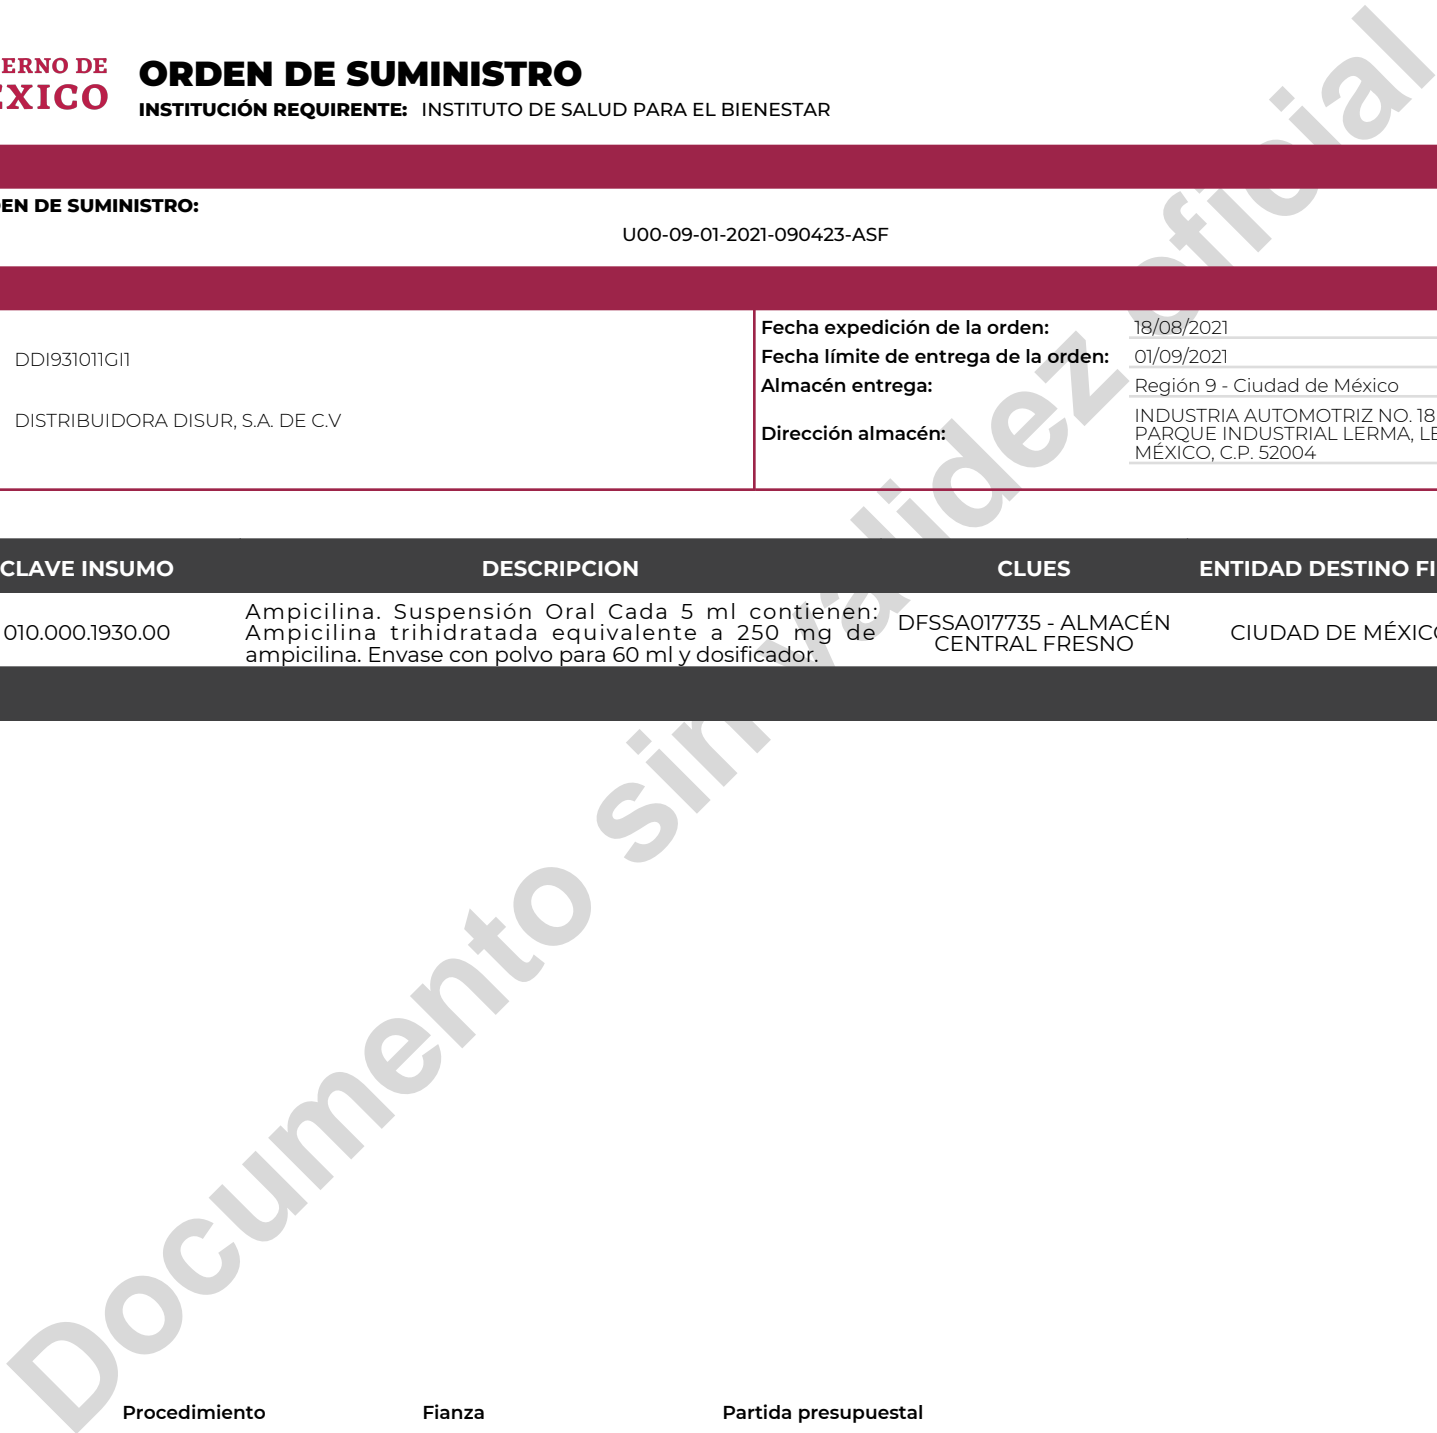 ERNO DE
ÉXICO
ORDEN DE SUMINISTRO
INSTITUCIÓN REQUIRENTE: INSTITUTO DE SALUD PARA EL BIENESTAR
EN DE SUMINISTRO:
U00-09-01-2021-090423-ASF
DDI931011GI1
DISTRIBUIDORA DISUR, S.A. DE C.V
Fecha expedición de la orden: 18/08/2021
Fecha límite de entrega de la orden: 01/09/2021
Almacén entrega: Región 9 - Ciudad de México
Dirección almacén:
INDUSTRIA AUTOMOTRIZ NO. 18
PARQUE INDUSTRIAL LERMA, LE
MÉXICO, C.P. 52004
CLAVE INSUMO DESCRIPCION CLUES ENTIDAD DESTINO FI
010.000.1930.00
Ampicilina. Suspensión Oral Cada 5 ml contienen:
Ampicilina trihidratada equivalente a 250 mg de
ampicilina. Envase con polvo para 60 ml y dosificador.
DFSSA017735 - ALMACÉN
CENTRAL FRESNO
CIUDAD DE MÉXICO
Documento sin validez oficial
Procedimiento Fianza Partida presupuestal